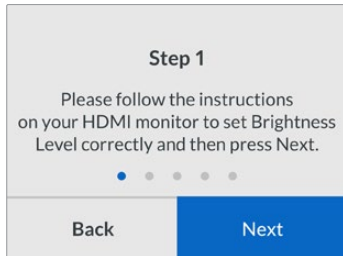 Step 1
Please follow the instructions
on your HDMI monitor to set Brightness
Level correctly and then press Next.
Back
Next